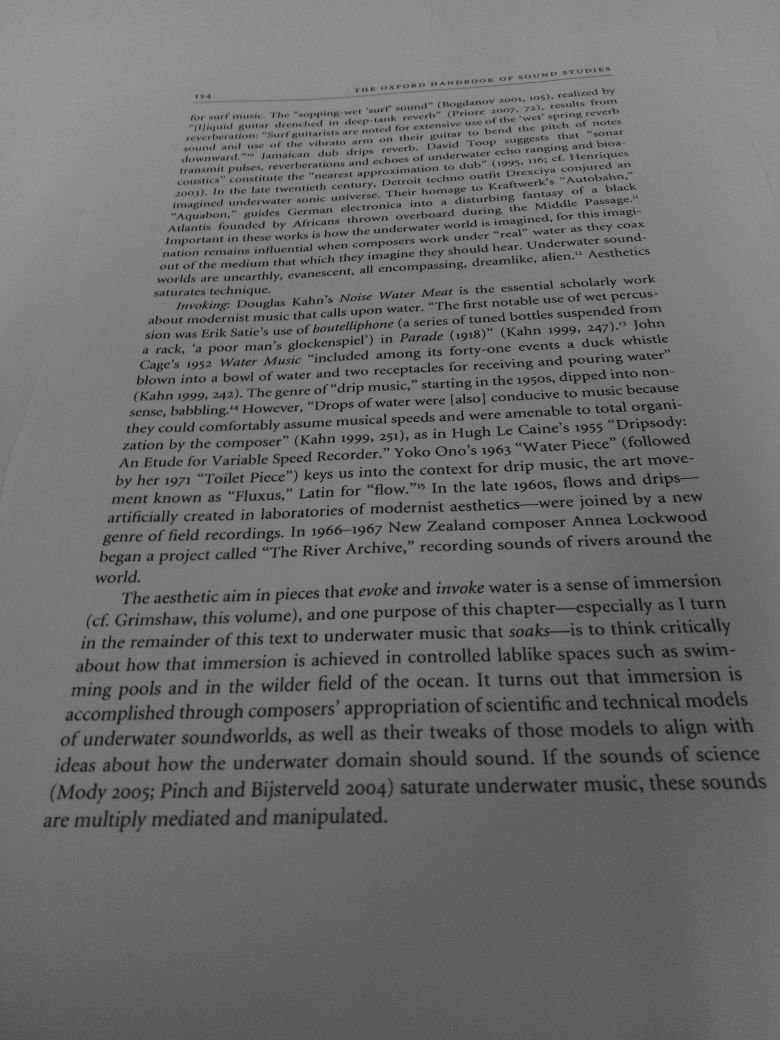 154
THE OXFORD HANDBOOK OF SOUND STUDIES
for surf music. The “sopping-wet ‘surf’ sound” (Bogdanov 2001, 105), realized by
“[l]iquid guitar drenched in deep-tank reverb” (Priore 2007, 72), results from
reverberation: “Surf guitarists are noted for extensive use of the ‘wet’ spring reverb
sound and use of the vibrato arm on their guitar to bend the pitch of notes
downward.”¹⁰ Jamaican dub drips reverb. David Toop suggests that “sonar
transmit pulses, reverberations and echoes of underwater echo ranging and bioa-
coustics” constitute the “nearest approximation to dub” (1995, 116; cf. Henriques
2003). In the late twentieth century, Detroit techno outfit Drexciya conjured an
imagined underwater sonic universe. Their homage to Kraftwerk’s “Autobahn,”
“Aquabon,” guides German electronica into a disturbing fantasy of a black
Atlantis founded by Africans thrown overboard during the Middle Passage.¹¹
Important in these works is how the underwater world is imagined, for this imagi-
nation remains influential when composers work under “real” water as they coax
out of the medium that which they imagine they should hear. Underwater sound-
worlds are unearthly, evanescent, all encompassing, dreamlike, alien.¹² Aesthetics
saturates technique.
Invoking: Douglas Kahn’s Noise Water Meat is the essential scholarly work
about modernist music that calls upon water. “The first notable use of wet percus-
sion was Erik Satie’s use of boutelliphone (a series of tuned bottles suspended from
a rack, ‘a poor man’s glockenspiel’) in Parade (1918)” (Kahn 1999, 247).¹³ John
Cage’s 1952 Water Music “included among its forty-one events a duck whistle
blown into a bowl of water and two receptacles for receiving and pouring water”
(Kahn 1999, 242). The genre of “drip music,” starting in the 1950s, dipped into non-
sense, babbling.¹⁴ However, “Drops of water were [also] conducive to music because
they could comfortably assume musical speeds and were amenable to total organi-
zation by the composer” (Kahn 1999, 251), as in Hugh Le Caine’s 1955 “Dripsody:
An Etude for Variable Speed Recorder.” Yoko Ono’s 1963 “Water Piece” (followed
by her 1971 “Toilet Piece”) keys us into the context for drip music, the art move-
ment known as “Fluxus,” Latin for “flow.”¹⁵ In the late 1960s, flows and drips—
artificially created in laboratories of modernist aesthetics—were joined by a new
genre of field recordings. In 1966–1967 New Zealand composer Annea Lockwood
began a project called “The River Archive,” recording sounds of rivers around the
world.
The aesthetic aim in pieces that evoke and invoke water is a sense of immersion
(cf. Grimshaw, this volume), and one purpose of this chapter—especially as I turn
in the remainder of this text to underwater music that soaks—is to think critically
about how that immersion is achieved in controlled lablike spaces such as swim-
ming pools and in the wilder field of the ocean. It turns out that immersion is
accomplished through composers’ appropriation of scientific and technical models
of underwater soundworlds, as well as their tweaks of those models to align with
ideas about how the underwater domain should sound. If the sounds of science
(Mody 2005; Pinch and Bijsterveld 2004) saturate underwater music, these sounds
are multiply mediated and manipulated.